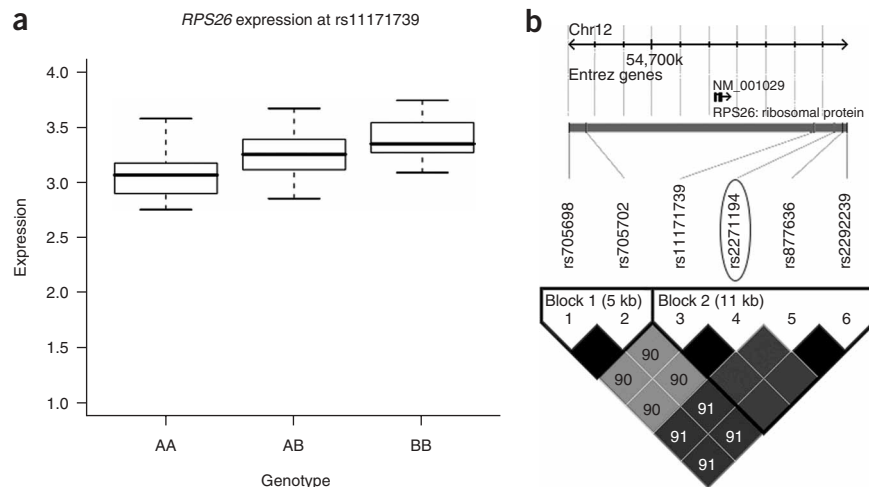 a
RPS26 expression at rs11171739
4.0
3.5
3.0
2.5
2.0
1.5
1.0
Expression
AA AB BB
Genotype
b
Chr12
54,700k
Entrez genes
NM_001029
RPS26: ribosomal protein
rs705698
rs705702
rs11171739
rs2271194
rs877636
rs2292239
Block 1 (5 kb) Block 2 (11 kb)
1 2 3 4 5 6
90
90 90
90 91
91 91
91